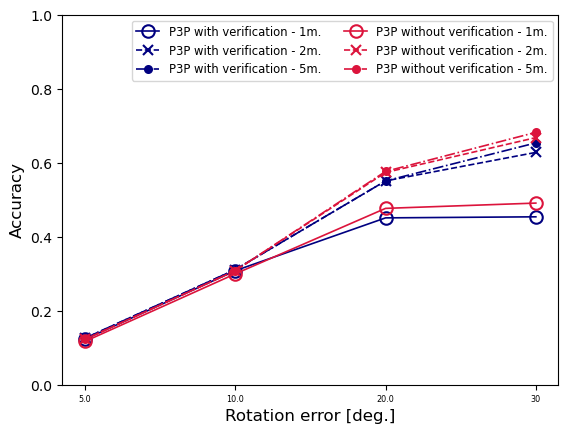 1.0
0.8
0.6
0.4
0.2
0.0
Accuracy
P3P with verification - 1m.
P3P with verification - 2m.
P3P with verification - 5m.
P3P without verification - 1m.
P3P without verification - 2m.
P3P without verification - 5m.
5.0 10.0 20.0 30
Rotation error [deg.]